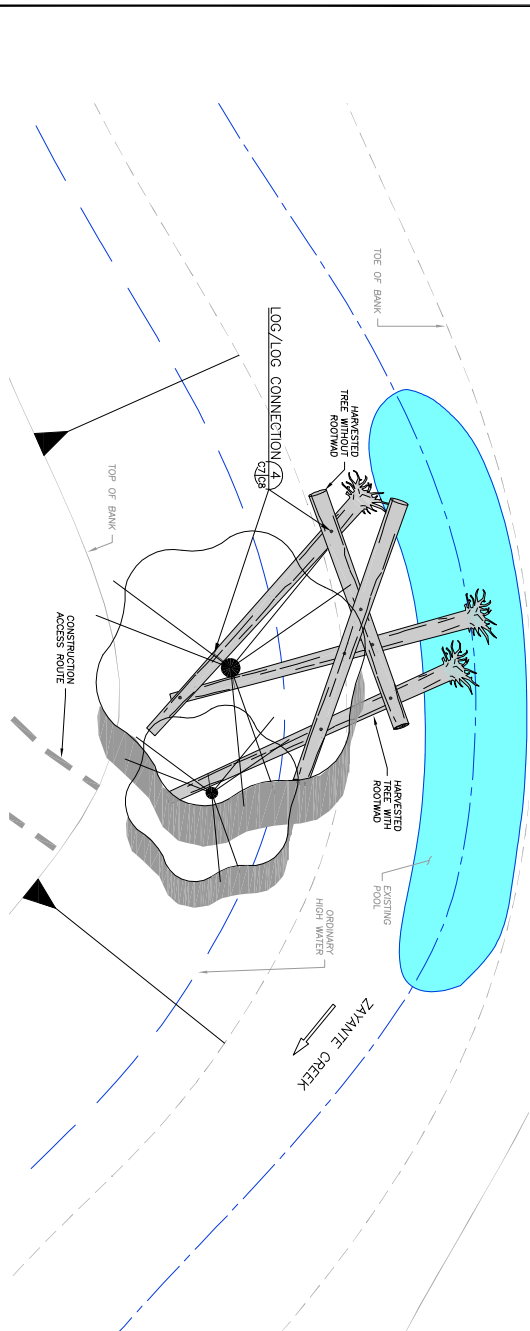 TOE OF BANK
LOG/LOG CONNECTION
4
C7|C8
HARVESTED
TREE WITHOUT
ROOTWAD
TOP OF BANK
CONSTRUCTION
ACCESS ROUTE
HARVESTED
TREE WITH
ROOTWAD
EXISTING
POOL
ORDINARY
HIGH WATER
ZAYANTE CREEK